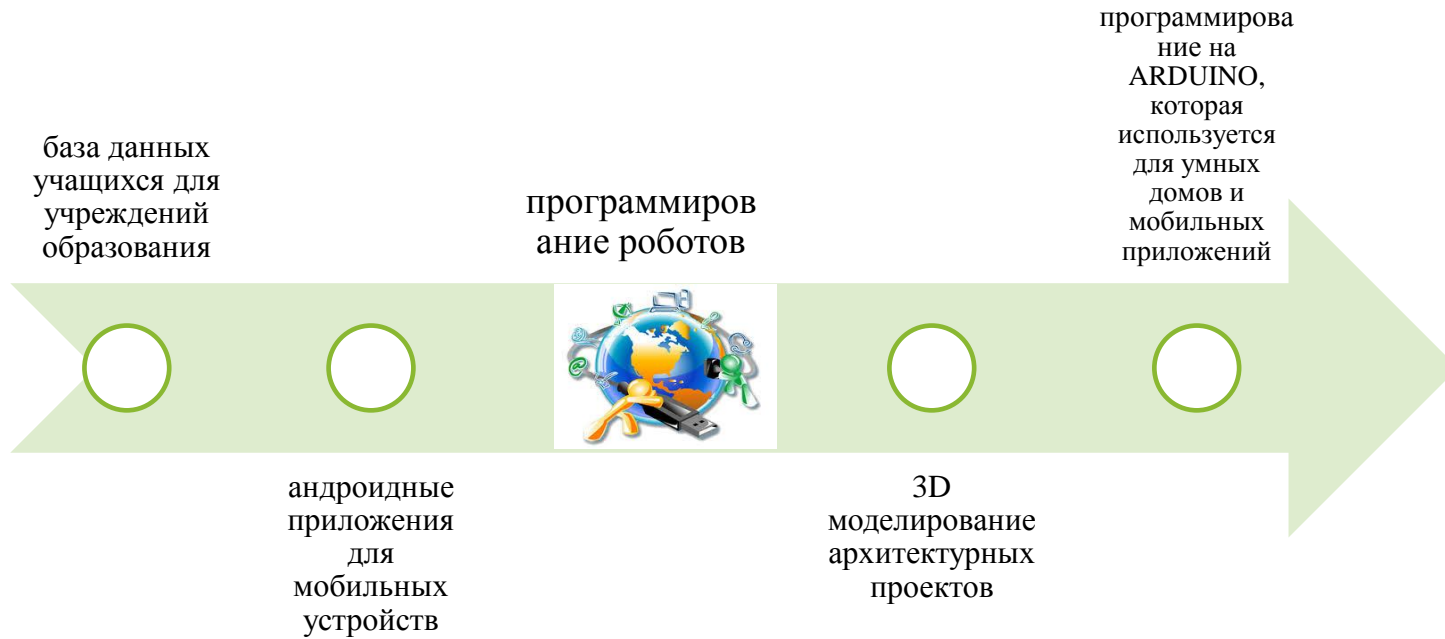 база данных
учащихся для
учреждений
образования
андроидные
приложения
для
мобильных
устройств
программиров
ание роботов
3D
моделирование
архитектурных
проектов
программирова
ние на
ARDUINO,
которая
используется
для умных
домов и
мобильных
приложений